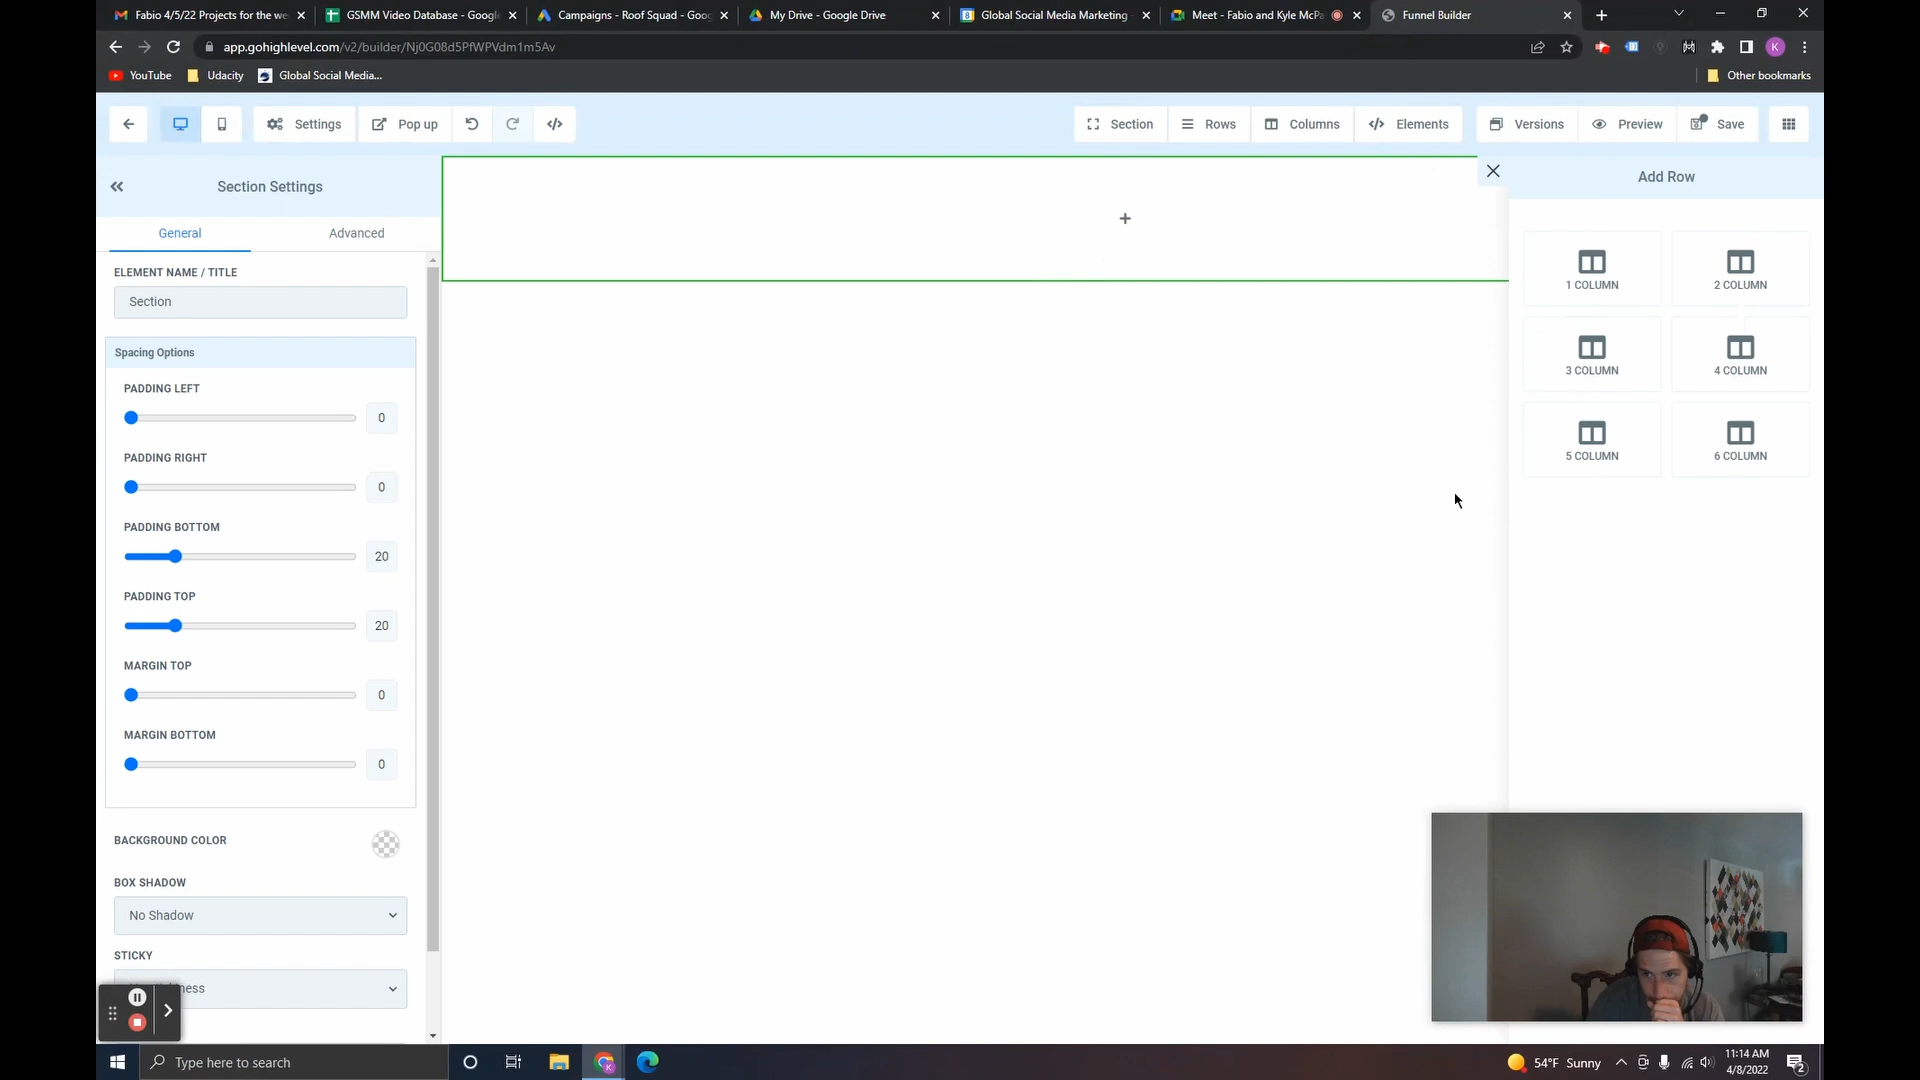 Fabio 4/5/22 Projects for the we
GSMM Video Database - Google
Campaigns - Roof Squad - Goog
My Drive - Google Drive
Global Social Media Marketing
Meet - Fabio and Kyle McPa
Funnel Builder
app.gohighlevel.com/v2/builder/Nj0G08d5PfWPVdm1m5Av
K
YouTube
Udacity
Global Social Media...
Other bookmarks
Settings
Pop up
Section
Rows
Columns
Elements
Versions
Preview
Save
Section Settings
Add Row
General
Advanced
ELEMENT NAME / TITLE
Section
1 COLUMN
2 COLUMN
Spacing Options
3 COLUMN
4 COLUMN
PADDING LEFT
0
5 COLUMN
6 COLUMN
PADDING RIGHT
0
PADDING BOTTOM
20
PADDING TOP
20
MARGIN TOP
0
MARGIN BOTTOM
0
BACKGROUND COLOR
BOX SHADOW
No Shadow
STICKY
Type here to search
54°F Sunny
11:14 AM
4/8/2022
2